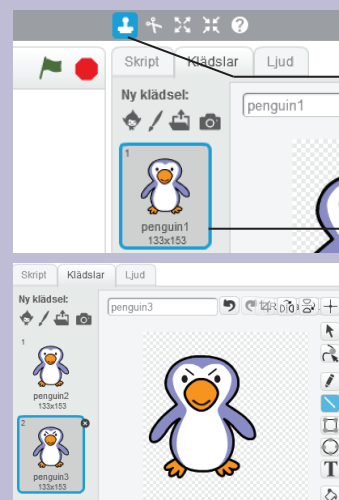 Skript Klädslar Ljud
Ny klädsel:
penguin1
1
penguin1
133x153
Skript Klädslar Ljud
Ny klädsel:
penguin3
1
penguin2
133x153
2
penguin3
133x153
T